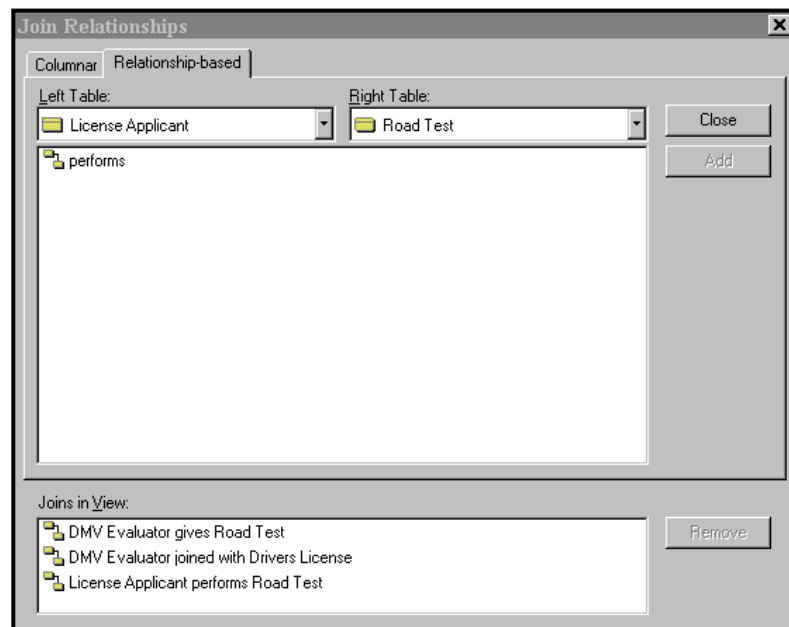 Join Relationships
Columnar Relationship-based
Left Table: Right Table:
License Applicant Road Test Close
performs Add
Joins in View:
DMV Evaluator gives Road Test Remove
DMV Evaluator joined with Drivers License
License Applicant performs Road Test